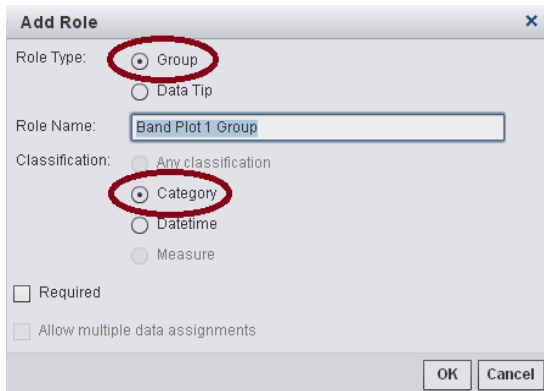 Add Role
Role Type: Group
Data Tip
Role Name: Band Plot 1 Group
Classification: Any classification
Category
Datetime
Measure
Required
Allow multiple data assignments
OK Cancel